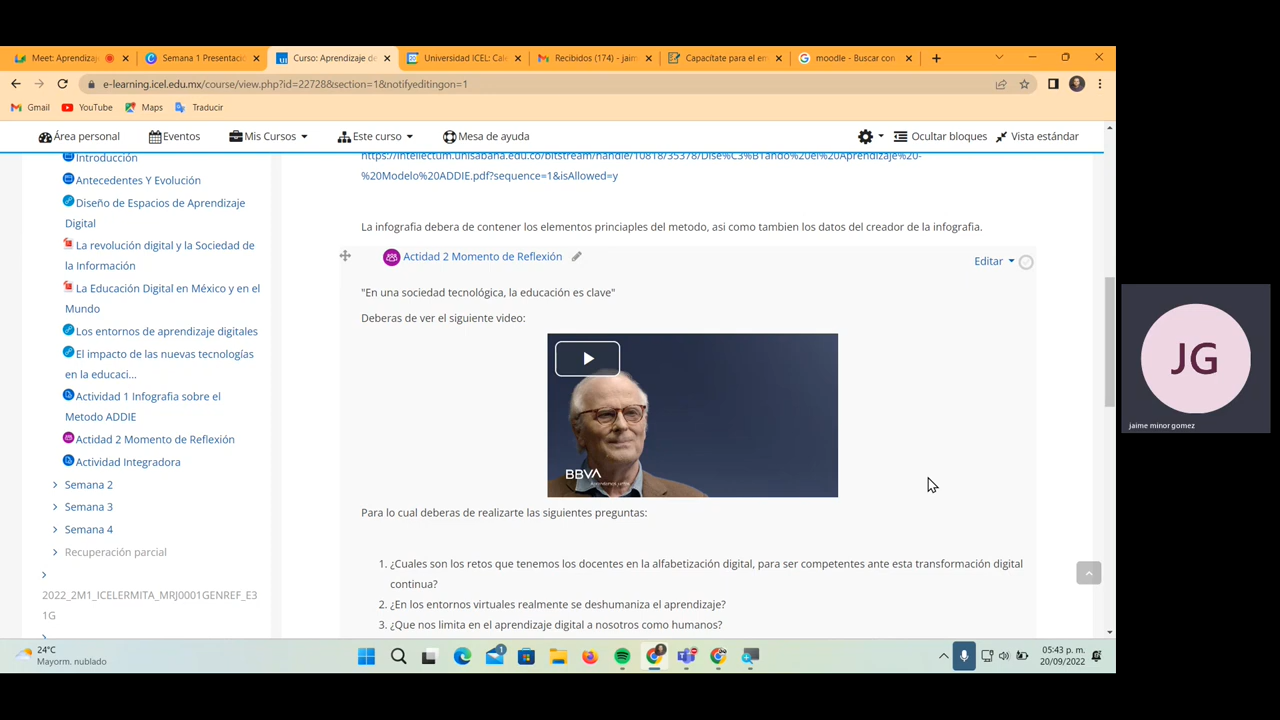 Meet: Aprendiza
Semana 1 Presentació
Curso: Aprendizaje de
Universidad ICEL: Cale
Recibidos (174) - jaim
Capacítate para el en
moodle - Buscar con
e-learning.icel.edu.mx/course/view.php?id=22728&section=1&notifyeditingon=1
Gmail
YouTube
Maps
Traducir
Área personal
Eventos
Mis Cursos
Este curso
Mesa de ayuda
Ocultar bloques
Vista estándar
Introducción
Antecedentes Y Evolución
Diseño de Espacios de Aprendizaje
Digital
La revolución digital y la Sociedad de
la Información
La Educación Digital en México y en el
Mundo
Los entornos de aprendizaje digitales
El impacto de las nuevas tecnologías
en la educaci...
Actividad 1 Infografia sobre el
Metodo ADDIE
Actidad 2 Momento de Reflexión
Actividad Integradora
Semana 2
Semana 3
Semana 4
Recuperación parcial
2022_2M1_ICELERMITA_MRJ0001GENREF_E3
1G
https://intellectum.unisabana.edu.co/bitstream/handle/10818/35378/Dise%C3%B1ando%20el%20Aprendizaje%20-
%20Modelo%20ADDIE.pdf?sequence=1&isAllowed=y
La infografia debera de contener los elementos princiaples del metodo, asi como tambien los datos del creador de la infografia.
Actidad 2 Momento de Reflexión
Editar
"En una sociedad tecnológica, la educación es clave"
Deberas de ver el siguiente video:
BBVA
Para lo cual deberas de realizarte las siguientes preguntas:
1. ¿Cuales son los retos que tenemos los docentes en la alfabetización digital, para ser competentes ante esta transformación digital
continua?
2. ¿En los entornos virtuales realmente se deshumaniza el aprendizaje?
3. ¿Que nos limita en el aprendizaje digital a nosotros como humanos?
JG
jaime minor gomez
24°C
Mayorm. nublado
1
05:43 p. m.
20/09/2022